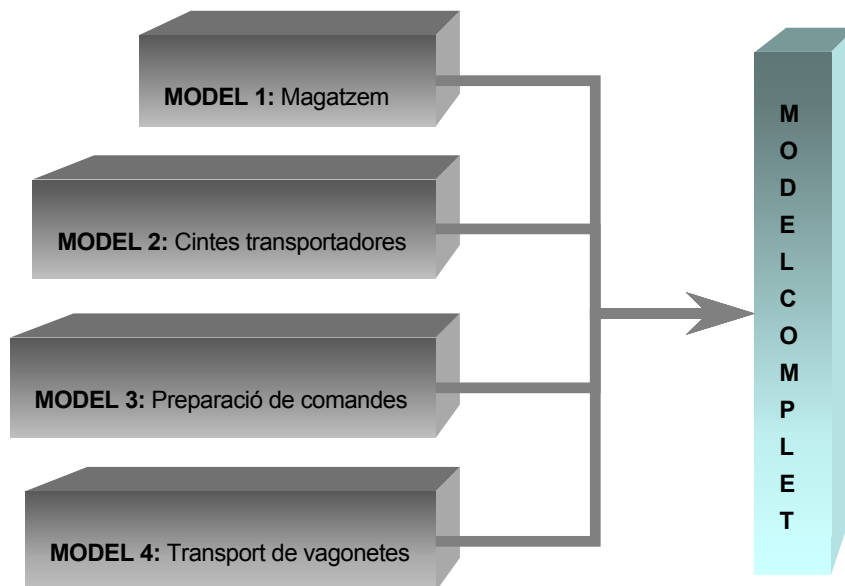 MODEL 1: Magatzem
MODEL 2: Cintes transportadores
MODEL 3: Preparació de comandes
MODEL 4: Transport de vagonetes
M
O
D
E
L
C
O
M
P
L
E
T